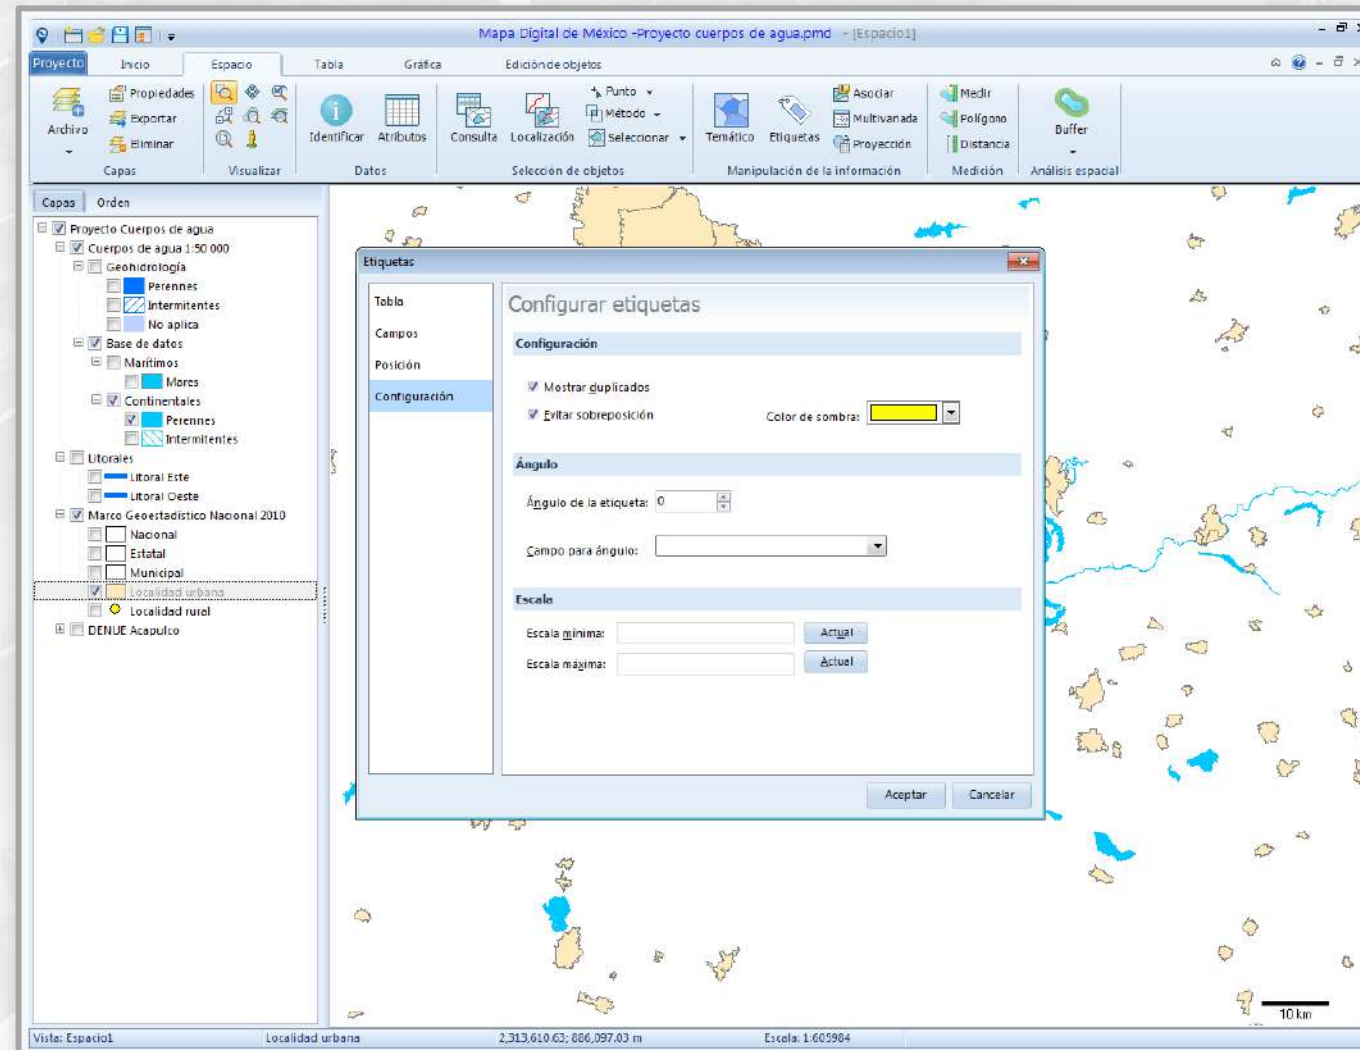 Mapa Digital de México -Proyecto cuerpos de agua.pmd - [Espacio1]
Proyecto Inicio Espacio Tabla Gráfica Edición de objetos
Archivo
Propiedades
Exportar
Eliminar
Capas
Visualizar
Identificar Atributos
Datos
Consulta Localización
Punto
Método
Seleccionar
Selección de objetos
Temático Etiquetas
Asociar
Multivariada
Proyección
Manipulación de la información
Medir
Polígono
Distancia
Medición
Buffer
Análisis espacial
Capas Orden
Proyecto Cuerpos de agua
Cuerpos de agua 1:50 000
Geohidrología
Perennes
Intermitentes
No aplica
Base de datos
Marítimos
Mares
Continentales
Perennes
Intermitentes
Litorales
Litoral Este
Litoral Oeste
Marco Geoestadístico Nacional 2010
Nacional
Estatal
Municipal
Localidad urbana
Localidad rural
DENUE Acapulco
Etiquetas
Tabla
Campos
Posición
Configuración
Configurar etiquetas
Configuración
Mostrar duplicados
Evitar sobreposición Color de sombra:
Ángulo
Ángulo de la etiqueta: 0
Campo para ángulo:
Escala
Escala mínima: Actual
Escala máxima: Actual
Aceptar Cancelar
10 km
Vista: Espacio1 Localidad urbana 2,313,610.63; 886,097.03 m Escala: 1:605984